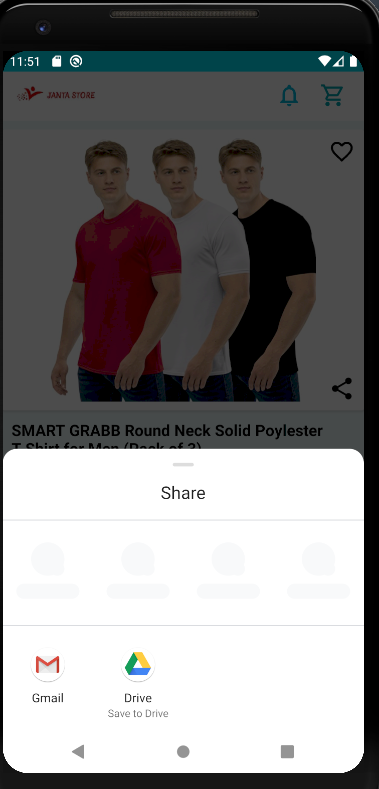 11:51
JANTA STORE
SMART GRABB Round Neck Solid Poylester
T Shirt for Men (Pack of 3)
Share
Gmail
Drive
Save to Drive